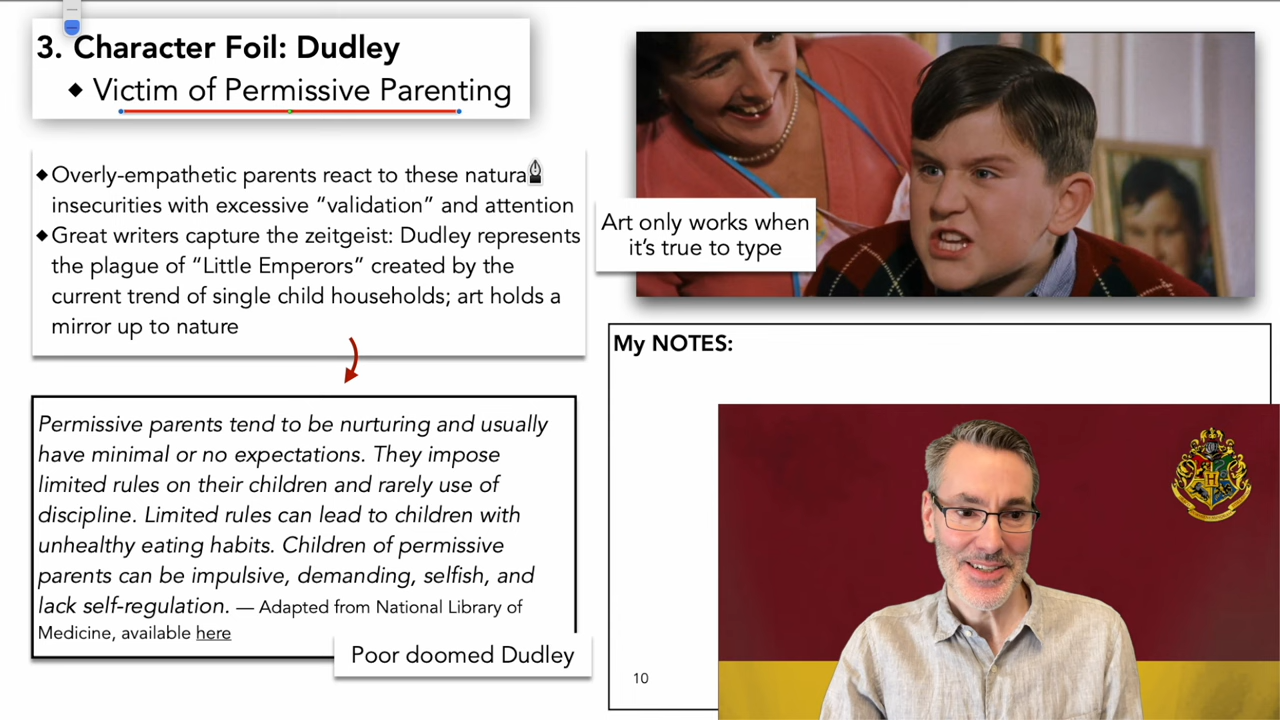 3. Character Foil: Dudley
◆ Victim of Permissive Parenting
◆ Overly-empathetic parents react to these natura
insecurities with excessive “validation” and attention
◆ Great writers capture the zeitgeist: Dudley represents
the plague of “Little Emperors” created by the
current trend of single child households; art holds a
mirror up to nature
Art only works when
it’s true to type
Permissive parents tend to be nurturing and usually
have minimal or no expectations. They impose
limited rules on their children and rarely use of
discipline. Limited rules can lead to children with
unhealthy eating habits. Children of permissive
parents can be impulsive, demanding, selfish, and
lack self-regulation. — Adapted from National Library of
Medicine, available here
Poor doomed Dudley
My NOTES:
10